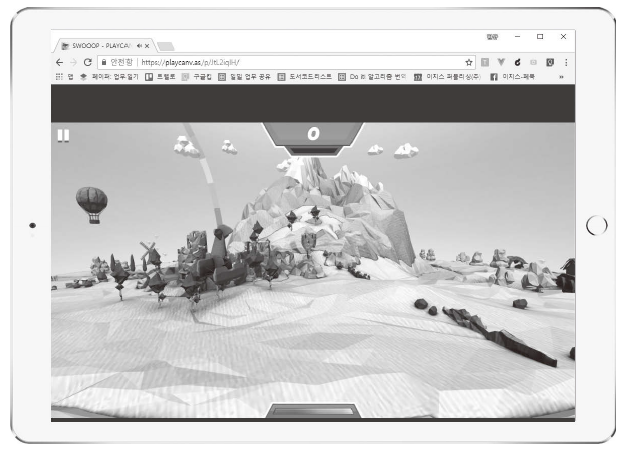 SWOOOP - PLAYCAN
안전함 | https://playcanv.as/p/JtL2iqlH/
앱 페이퍼: 업무 일기 트렐로 구글킵 일일 업무 공유 도서코드리스트 Do it! 알고리즘 번역 이지스 퍼블리싱(주) 이지스-페북 »
0